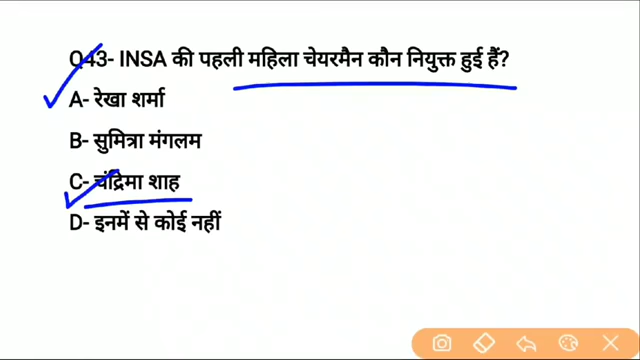 Q43- INSA की पहली महिला चेयरमैन कौन नियुक्त हुई हैं?
A- रेखा शर्मा
B- सुमित्रा मंगलम
C- चंद्रिमा शाह
D- इनमें से कोई नहीं